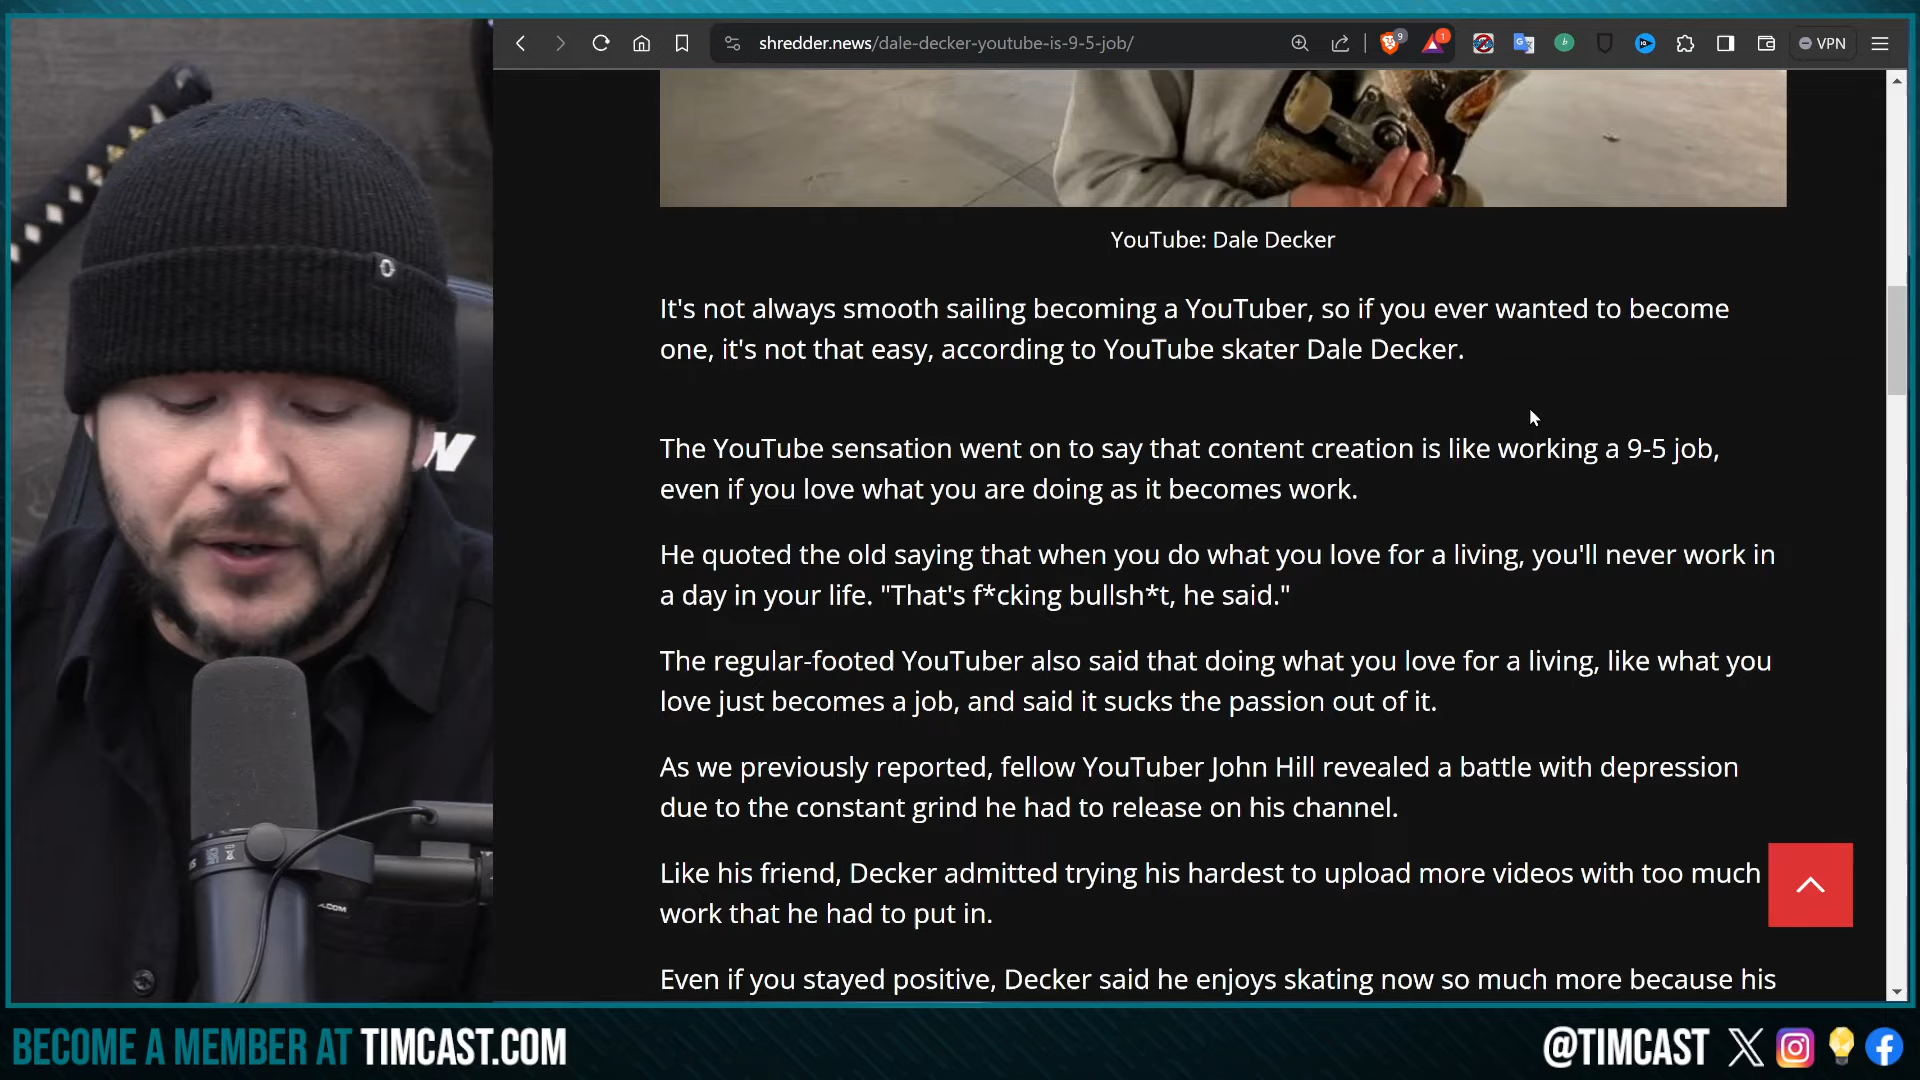 shredder.news/dale-decker-youtube-is-9-5-job/
9
1
VPN
YouTube: Dale Decker
It's not always smooth sailing becoming a YouTuber, so if you ever wanted to become
one, it's not that easy, according to YouTube skater Dale Decker.
The YouTube sensation went on to say that content creation is like working a 9-5 job,
even if you love what you are doing as it becomes work.
He quoted the old saying that when you do what you love for a living, you'll never work in
a day in your life. "That's f*cking bullsh*t, he said."
The regular-footed YouTuber also said that doing what you love for a living, like what you
love just becomes a job, and said it sucks the passion out of it.
As we previously reported, fellow YouTuber John Hill revealed a battle with depression
due to the constant grind he had to release on his channel.
Like his friend, Decker admitted trying his hardest to upload more videos with too much
work that he had to put in.
Even if you stayed positive, Decker said he enjoys skating now so much more because his
BECOME A MEMBER AT TIMCAST.COM
@TIMCAST